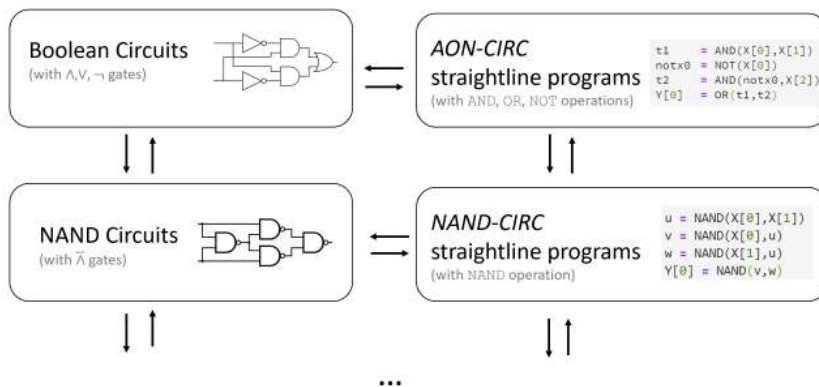 Boolean Circuits
(with ∧,∨, ¬ gates)
AON-CIRC
straightline programs
(with AND, OR, NOT operations)
t1 = AND(X[0],X[1])
notx0 = NOT(X[0])
t2 = AND(notx0,X[2])
Y[0] = OR(t1,t2)
NAND Circuits
(with ⊼ gates)
NAND-CIRC
straightline programs
(with NAND operation)
u = NAND(X[0],X[1])
v = NAND(X[0],u)
w = NAND(X[1],u)
Y[0] = NAND(v,w)
...